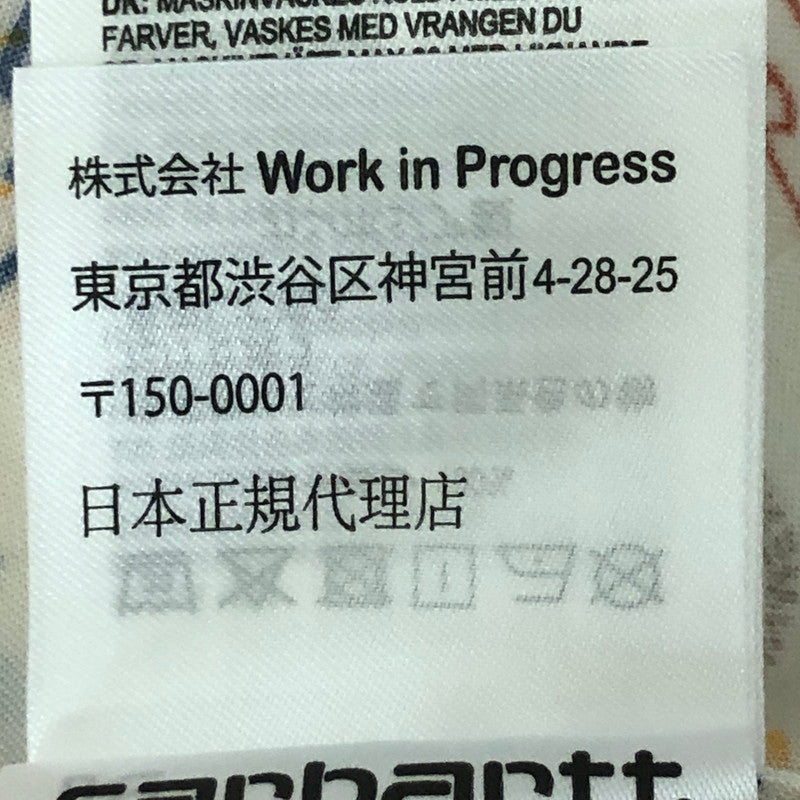 FARVER, VASKES MED VRANGEN DU
株式会社 Work in Progress
東京都渋谷区神宮前4-28-25
〒150-0001
日本正規代理店
carhartt